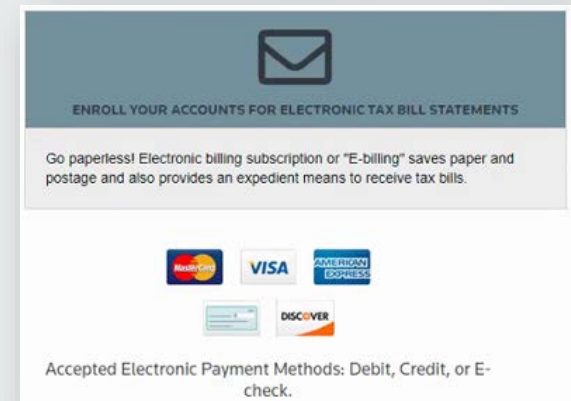 ENROLL YOUR ACCOUNTS FOR ELECTRONIC TAX BILL STATEMENTS
Go paperless! Electronic billing subscription or "E-billing" saves paper and
postage and also provides an expedient means to receive tax bills.
MasterCard VISA AMERICAN EXPRESS
DISCOVER
Accepted Electronic Payment Methods: Debit, Credit, or E-
check.